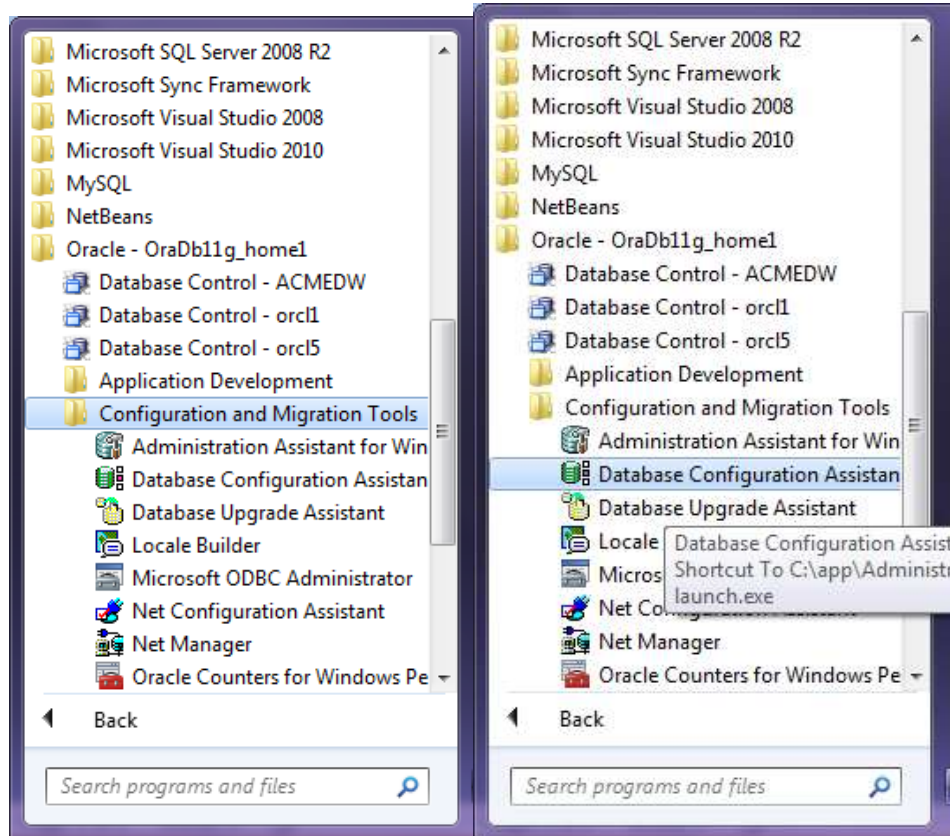 Microsoft SQL Server 2008 R2
Microsoft Sync Framework
Microsoft Visual Studio 2008
Microsoft Visual Studio 2010
MySQL
NetBeans
Oracle - OraDb11g_home1
Database Control - ACMEDW
Database Control - orcl1
Database Control - orcl5
Application Development
Configuration and Migration Tools
Administration Assistant for Win
Database Configuration Assistan
Database Upgrade Assistant
Locale Builder
Microsoft ODBC Administrator
Net Configuration Assistant
Net Manager
Oracle Counters for Windows Pe
Back
Search programs and files
Microsoft SQL Server 2008 R2
Microsoft Sync Framework
Microsoft Visual Studio 2008
Microsoft Visual Studio 2010
MySQL
NetBeans
Oracle - OraDb11g_home1
Database Control - ACMEDW
Database Control - orcl1
Database Control - orcl5
Application Development
Configuration and Migration Tools
Administration Assistant for Win
Database Configuration Assistan
Database Upgrade Assistant
Locale
Database Configuration Assist
Micros
Shortcut To C:\app\Administr
launch.exe
Net
Net Manager
Oracle Counters for Windows Pe
Back
Search programs and files